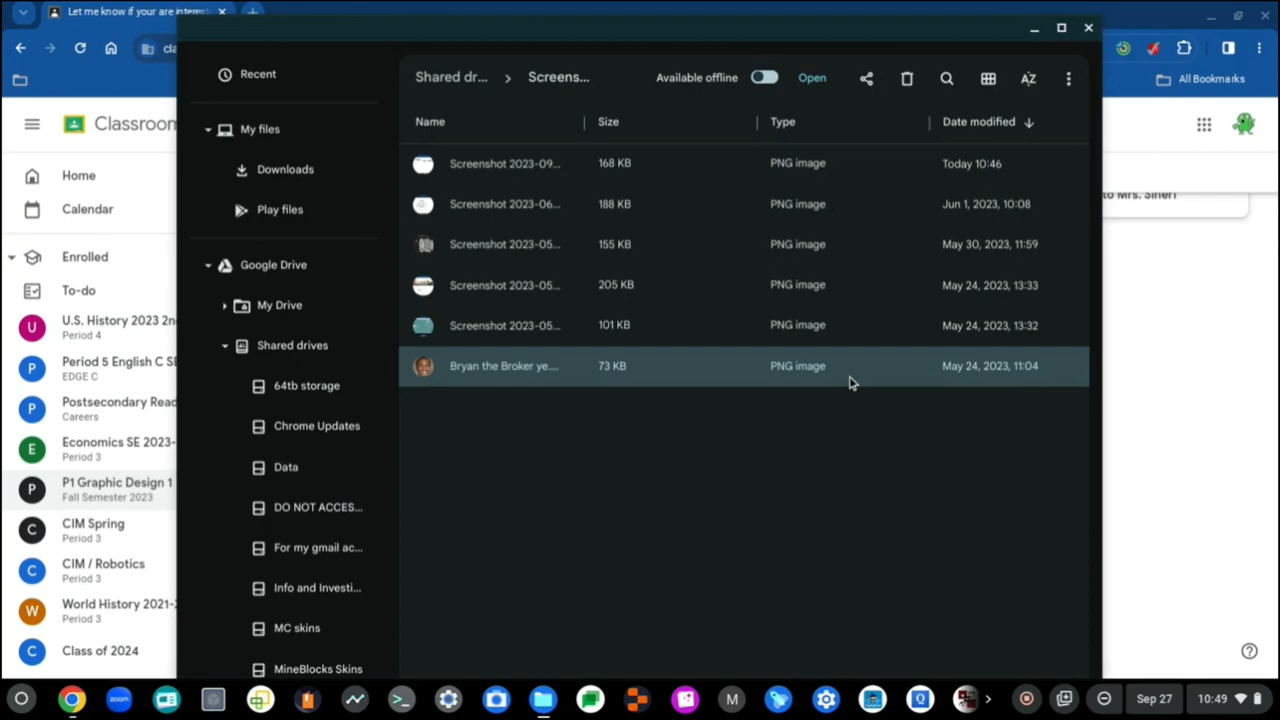 Let me know if your are interest
cla
All Bookmarks
Classroom
Home
Calendar
Enrolled
To-do
U
U.S. History 2023 2n
Period 4
P
Period 5 English C SE
EDGE C
P
Postsecondary Read
Careers
E
Economics SE 2023-
Period 3
P
P1 Graphic Design 1
Fall Semester 2023
C
CIM Spring
Period 3
C
CIM / Robotics
Period 3
W
World History 2021-2
Period 3
C
Class of 2024
Recent
My files
Downloads
Play files
Google Drive
My Drive
Shared drives
64tb storage
Chrome Updates
Data
DO NOT ACCES...
For my gmail ac...
Info and Investi...
MC skins
MineBlocks Skins
Shared dr... > Screens...
Available offline
Open
AZ
Name Size Type Date modified
Screenshot 2023-09... 168 KB PNG image Today 10:46
Screenshot 2023-06... 188 KB PNG image Jun 1, 2023, 10:08
Screenshot 2023-05... 155 KB PNG image May 30, 2023, 11:59
Screenshot 2023-05... 205 KB PNG image May 24, 2023, 13:33
Screenshot 2023-05... 101 KB PNG image May 24, 2023, 13:32
Bryan the Broker ye.... 73 KB PNG image May 24, 2023, 11:04
to Mrs. Sineri
zoom
M
Q
Sep 27
10:49